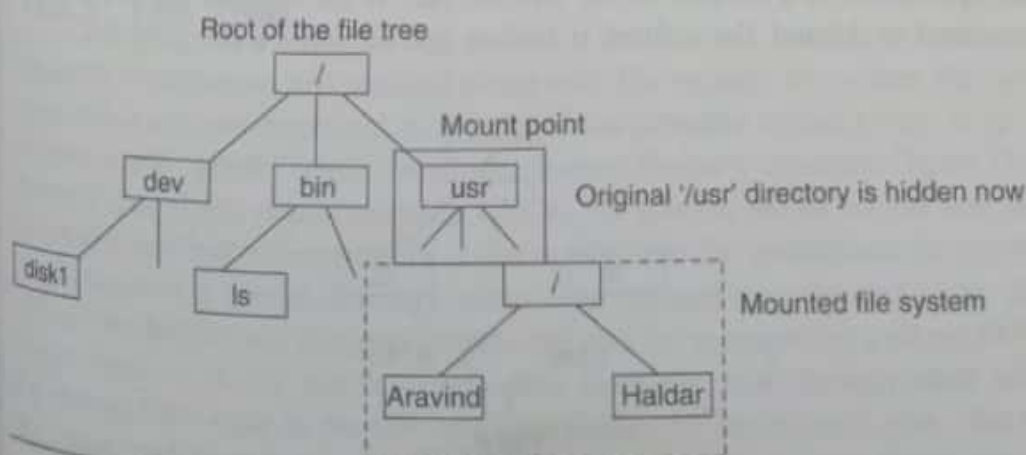 Root of the file tree
/
Mount point
dev
bin
usr
Original '/usr' directory is hidden now
disk1
ls
/
Mounted file system
Aravind
Haldar